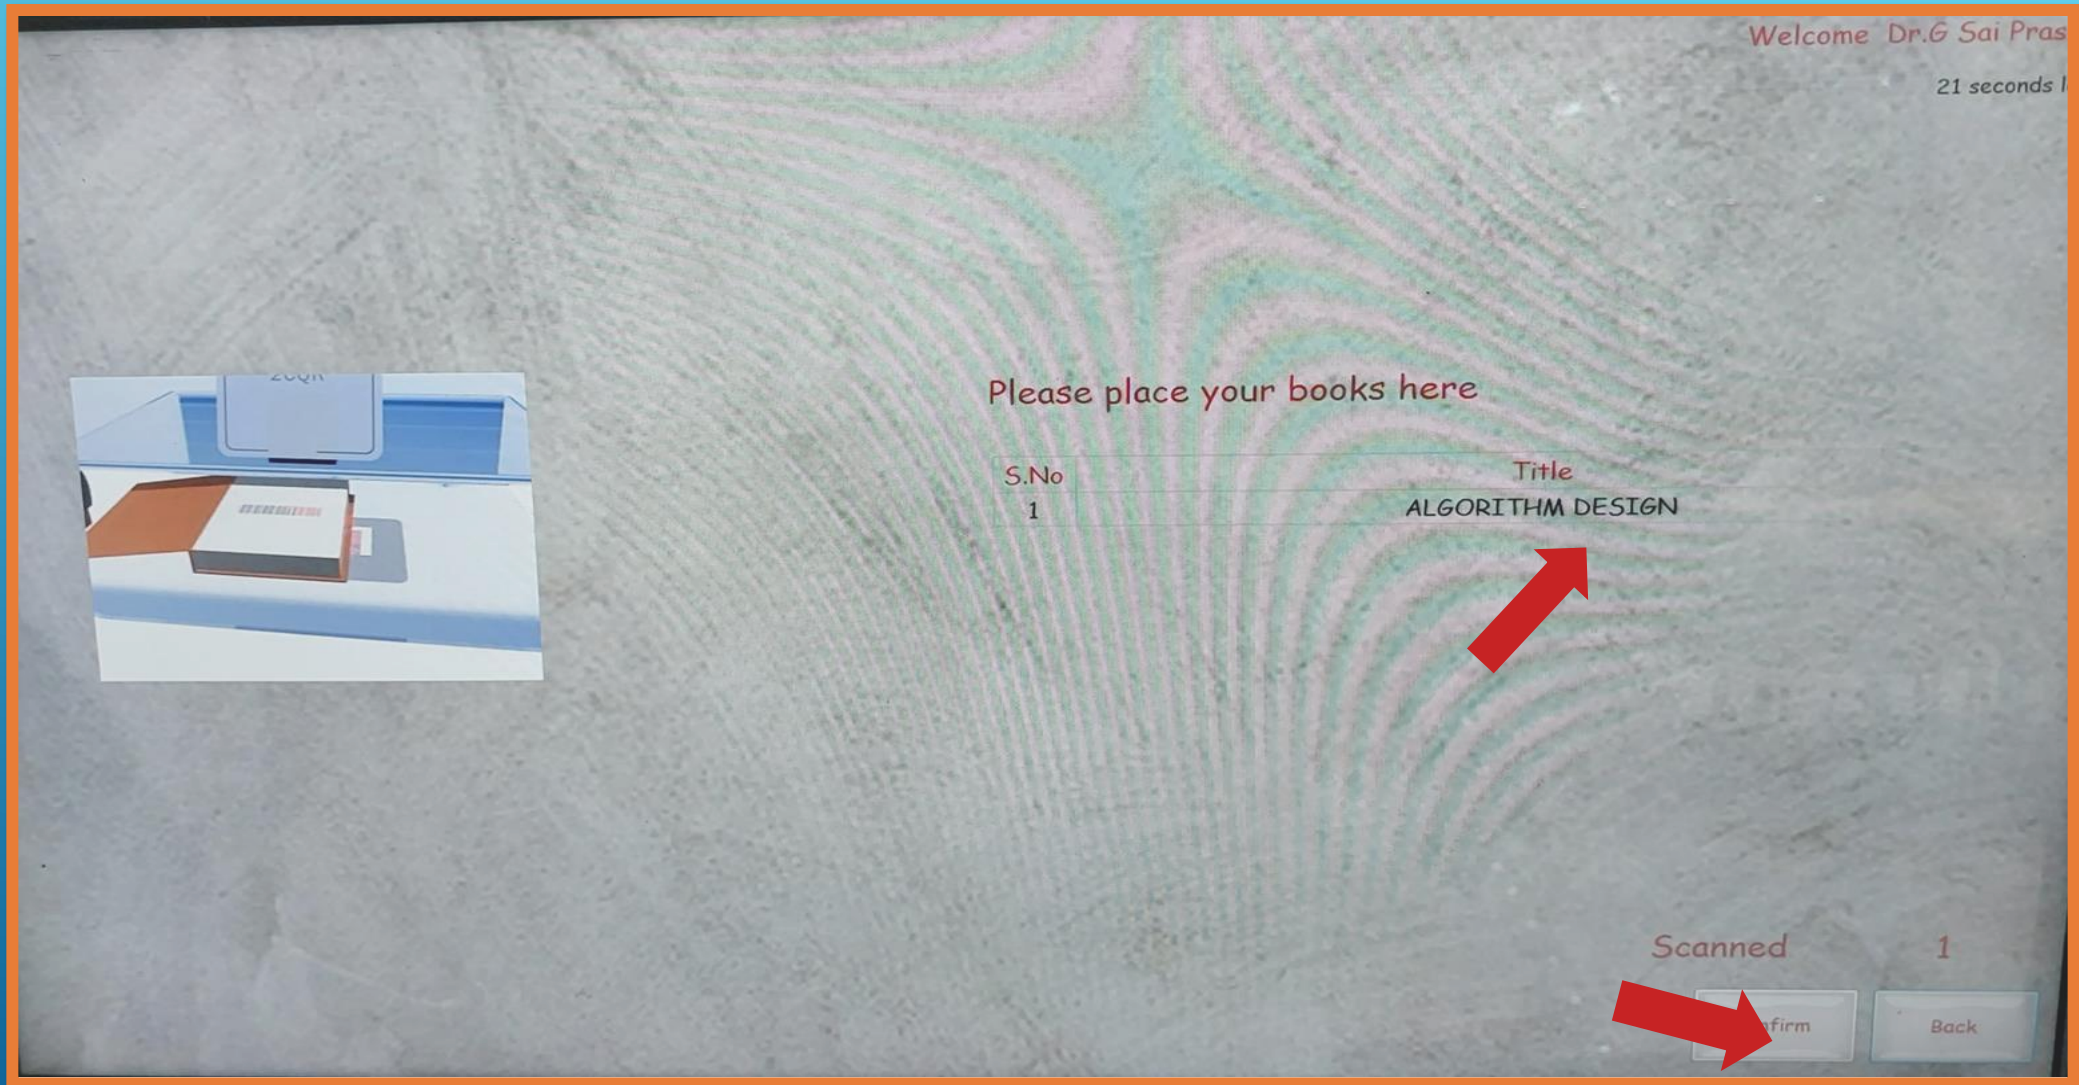 Welcome Dr.G Sai Pras
21 seconds
Please place your books here
S.No Title
1 ALGORITHM DESIGN
Scanned 1
Back